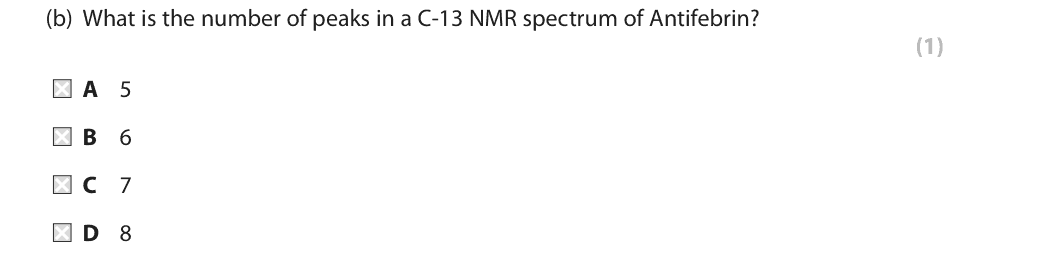 (b) What is the number of peaks in a C-13 NMR spectrum of Antifebrin?
(1)
A 5
B 6
C 7
D 8